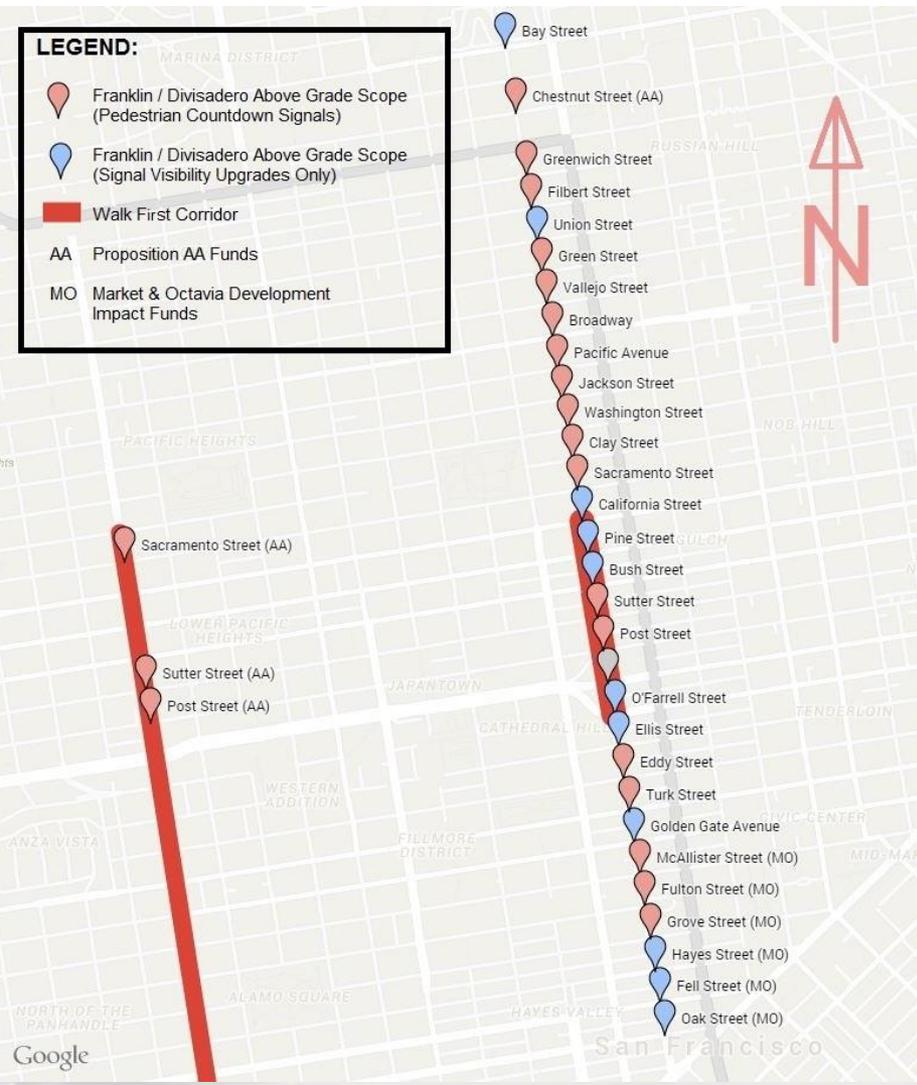 LEGEND:
Franklin / Divisadero Above Grade Scope
(Pedestrian Countdown Signals)
Franklin / Divisadero Above Grade Scope
(Signal Visibility Upgrades Only)
Walk First Corridor
AA Proposition AA Funds
MO Market & Octavia Development
Impact Funds
MARINA DISTRICT
Bay Street
Chestnut Street (AA)
RUSSIAN HILL
Greenwich Street
Filbert Street
Union Street
Green Street
Vallejo Street
N
Broadway
Pacific Avenue
Jackson Street
Washington Street
NOB HILL
PACIFIC HEIGHTS
Clay Street
hts
Sacramento Street
California Street
Pine Street
GULCH
Sacramento Street (AA)
Bush Street
Sutter Street
LOWER PACIFIC
HEIGHTS
Post Street
Sutter Street (AA)
JAPANTOWN
O'Farrell Street
Post Street (AA)
TENDERLOIN
CATHEDRAL HILL
Ellis Street
Eddy Street
WESTERN
ADDITION
Turk Street
CIVIC CENTER
Golden Gate Avenue
ANZA VISTA
FILLMORE
DISTRICT
McAllister Street (MO)
MID-MA
Fulton Street (MO)
Grove Street (MO)
Hayes Street (MO)
Fell Street (MO)
ALAMO SQUARE
NORTH OF THE
PANHANDLE
HAYES VALLEY
Oak Street (MO)
San Francisco
Google